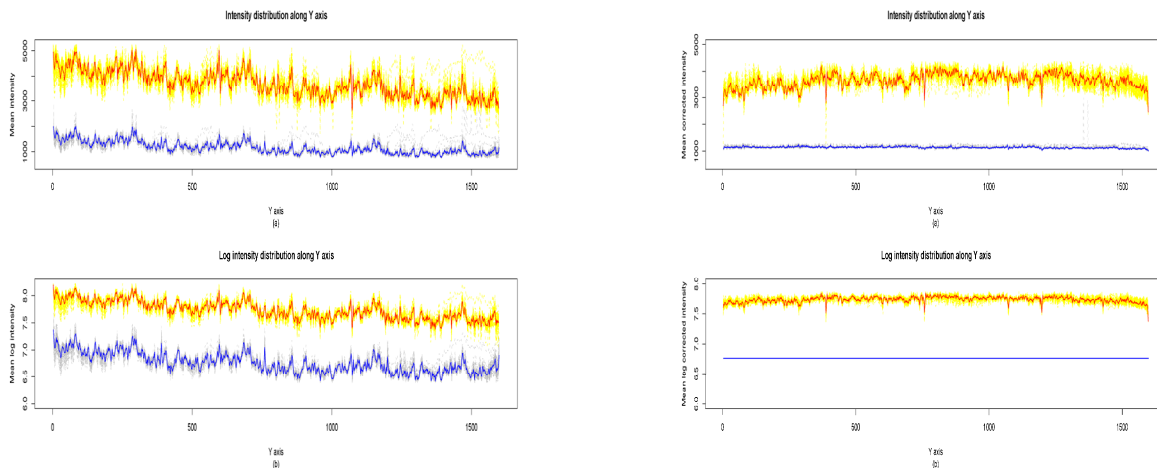 Intensity distribution along Y axis
Mean intensity
5000
3000
1000
0
500
1000
1500
Y axis
(a)
Intensity distribution along Y axis
Mean corrected intensity
5000
3000
1000
0
500
1000
1500
Y axis
(a)
Log intensity distribution along Y axis
Mean log intensity
8.0
7.5
7.0
6.5
6.0
0
500
1000
1500
Y axis
(b)
Log intensity distribution along Y axis
Mean log corrected intensity
8.0
7.5
7.0
6.5
6.0
0
500
1000
1500
Y axis
(b)